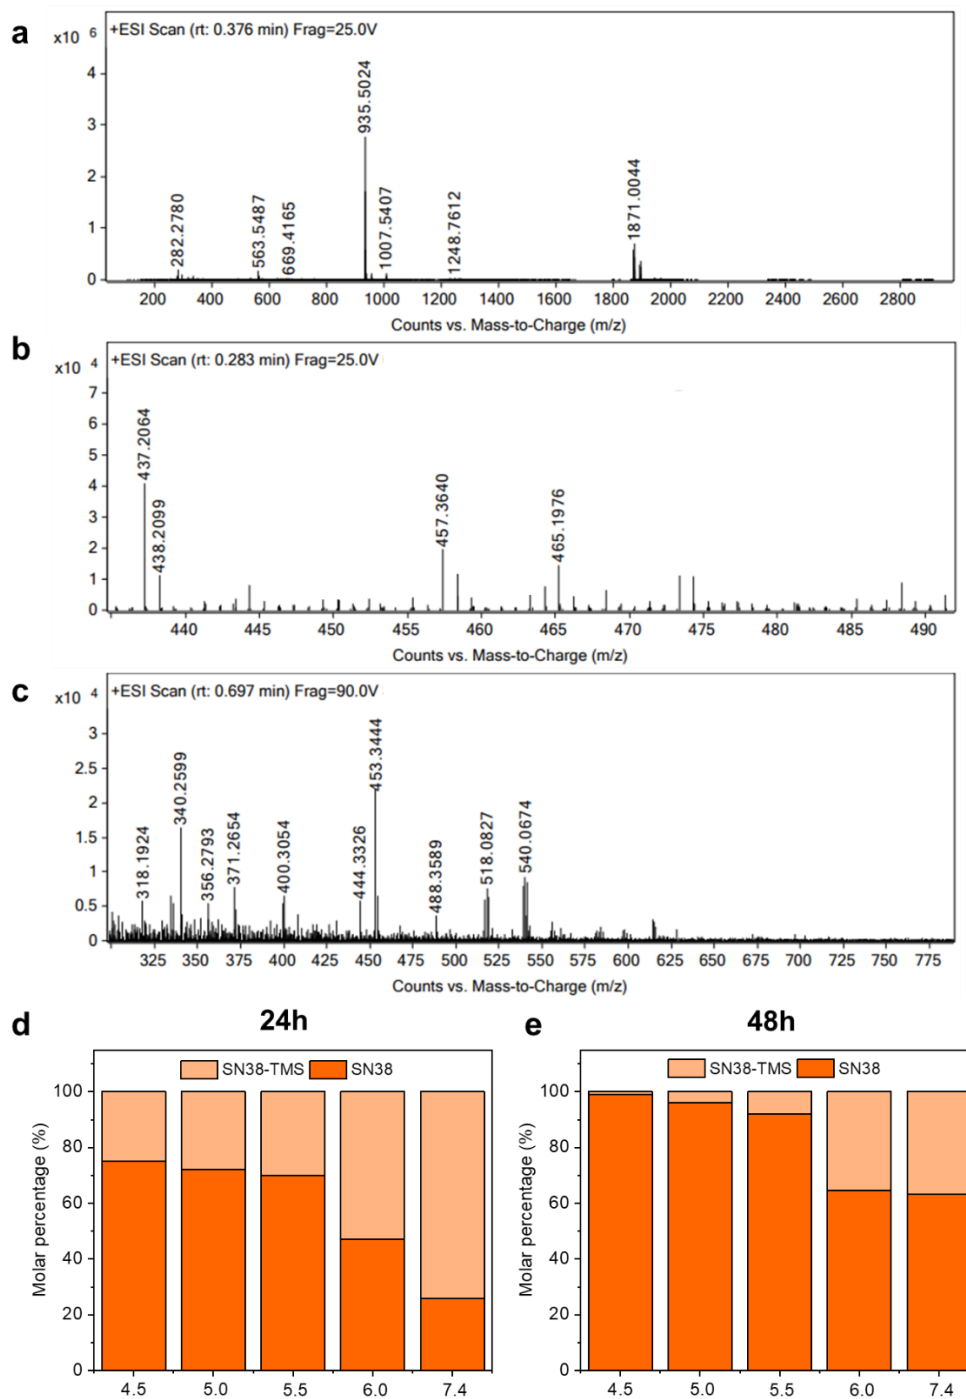 a
+ESI Scan (rt: 0.376 min) Frag=25.0V
x10 6
4
3
2
1
0
282.2780
563.5487
669.4165
935.5024
1007.5407
1248.7612
1871.0044
200 400 600 800 1000 1200 1400 1600 1800 2000 2200 2400 2600 2800
Counts vs. Mass-to-Charge (m/z)
b
+ESI Scan (rt: 0.283 min) Frag=25.0V
x10 4
7
6
5
4
3
2
1
0
437.2064
438.2099
457.3640
465.1976
440 445 450 455 460 465 470 475 480 485 490
Counts vs. Mass-to-Charge (m/z)
c
+ESI Scan (rt: 0.697 min) Frag=90.0V
x10 4
3
2.5
2
1.5
1
0.5
0
318.1924
340.2599
356.2793
371.2654
400.3054
444.3326
453.3444
488.3589
518.0827
540.0674
325 350 375 400 425 450 475 500 525 550 575 600 625 650 675 700 725 750 775
Counts vs. Mass-to-Charge (m/z)
d
24h
SN38-TMS SN38
Molar percentage (%)
100
80
60
40
20
0
4.5 5.0 5.5 6.0 7.4
e
48h
SN38-TMS SN38
Molar percentage (%)
100
80
60
40
20
0
4.5 5.0 5.5 6.0 7.4